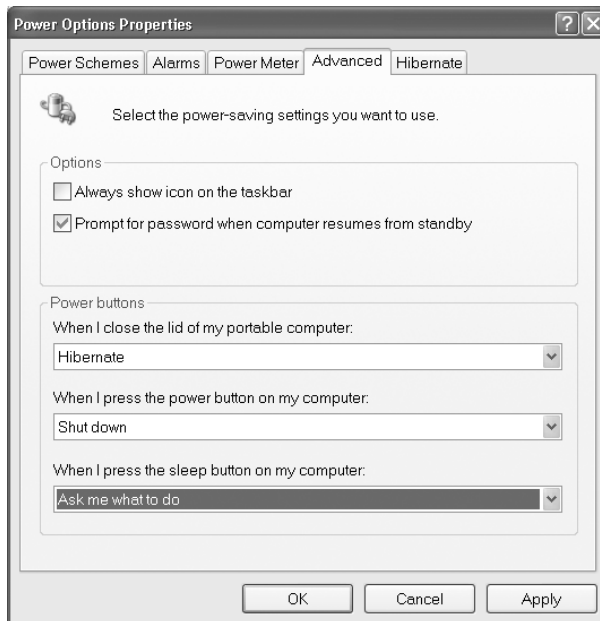 Power Options Properties
Power Schemes Alarms Power Meter Advanced Hibernate
Select the power-saving settings you want to use.
Options
Always show icon on the taskbar
Prompt for password when computer resumes from standby
Power buttons
When I close the lid of my portable computer:
Hibernate
When I press the power button on my computer:
Shut down
When I press the sleep button on my computer:
Ask me what to do
OK Cancel Apply